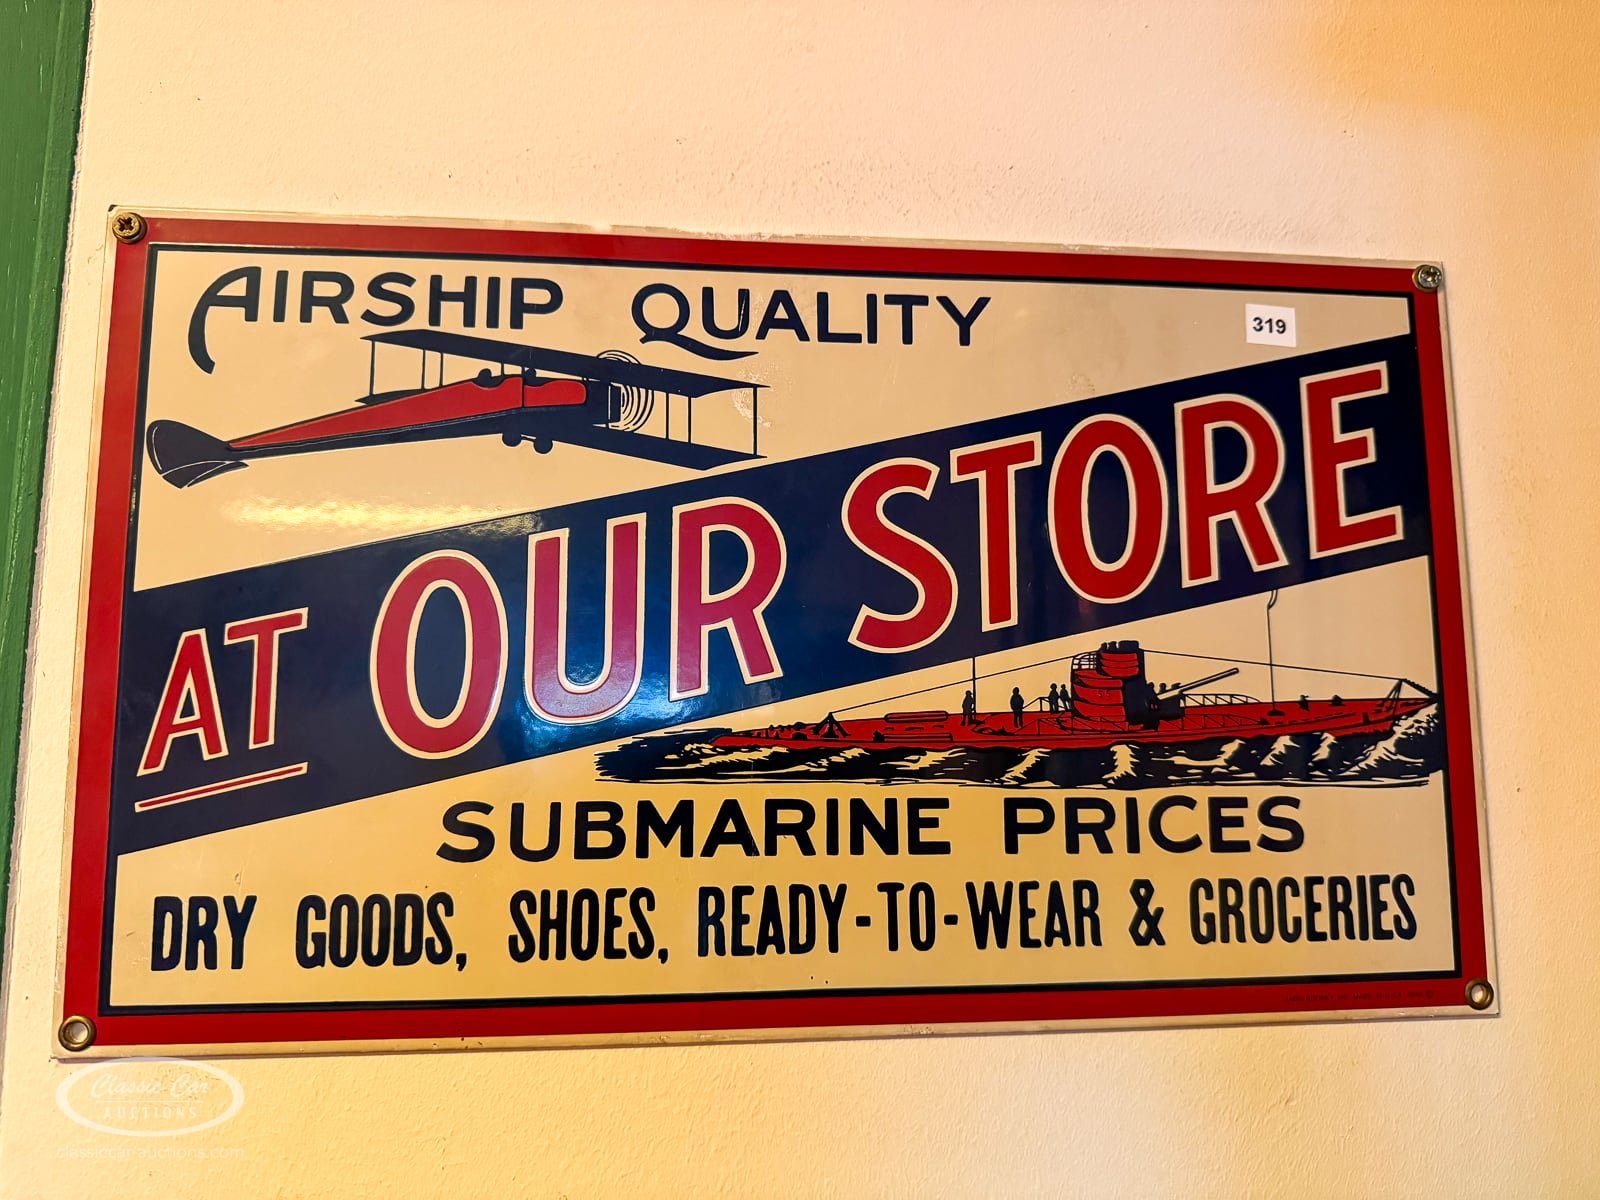 AIRSHIP QUALITY
319
AT OUR STORE
SUBMARINE PRICES
DRY GOODS, SHOES, READY-TO-WEAR & GROCERIES
Classic Car
AUCTIONS
classiccarauctions.com